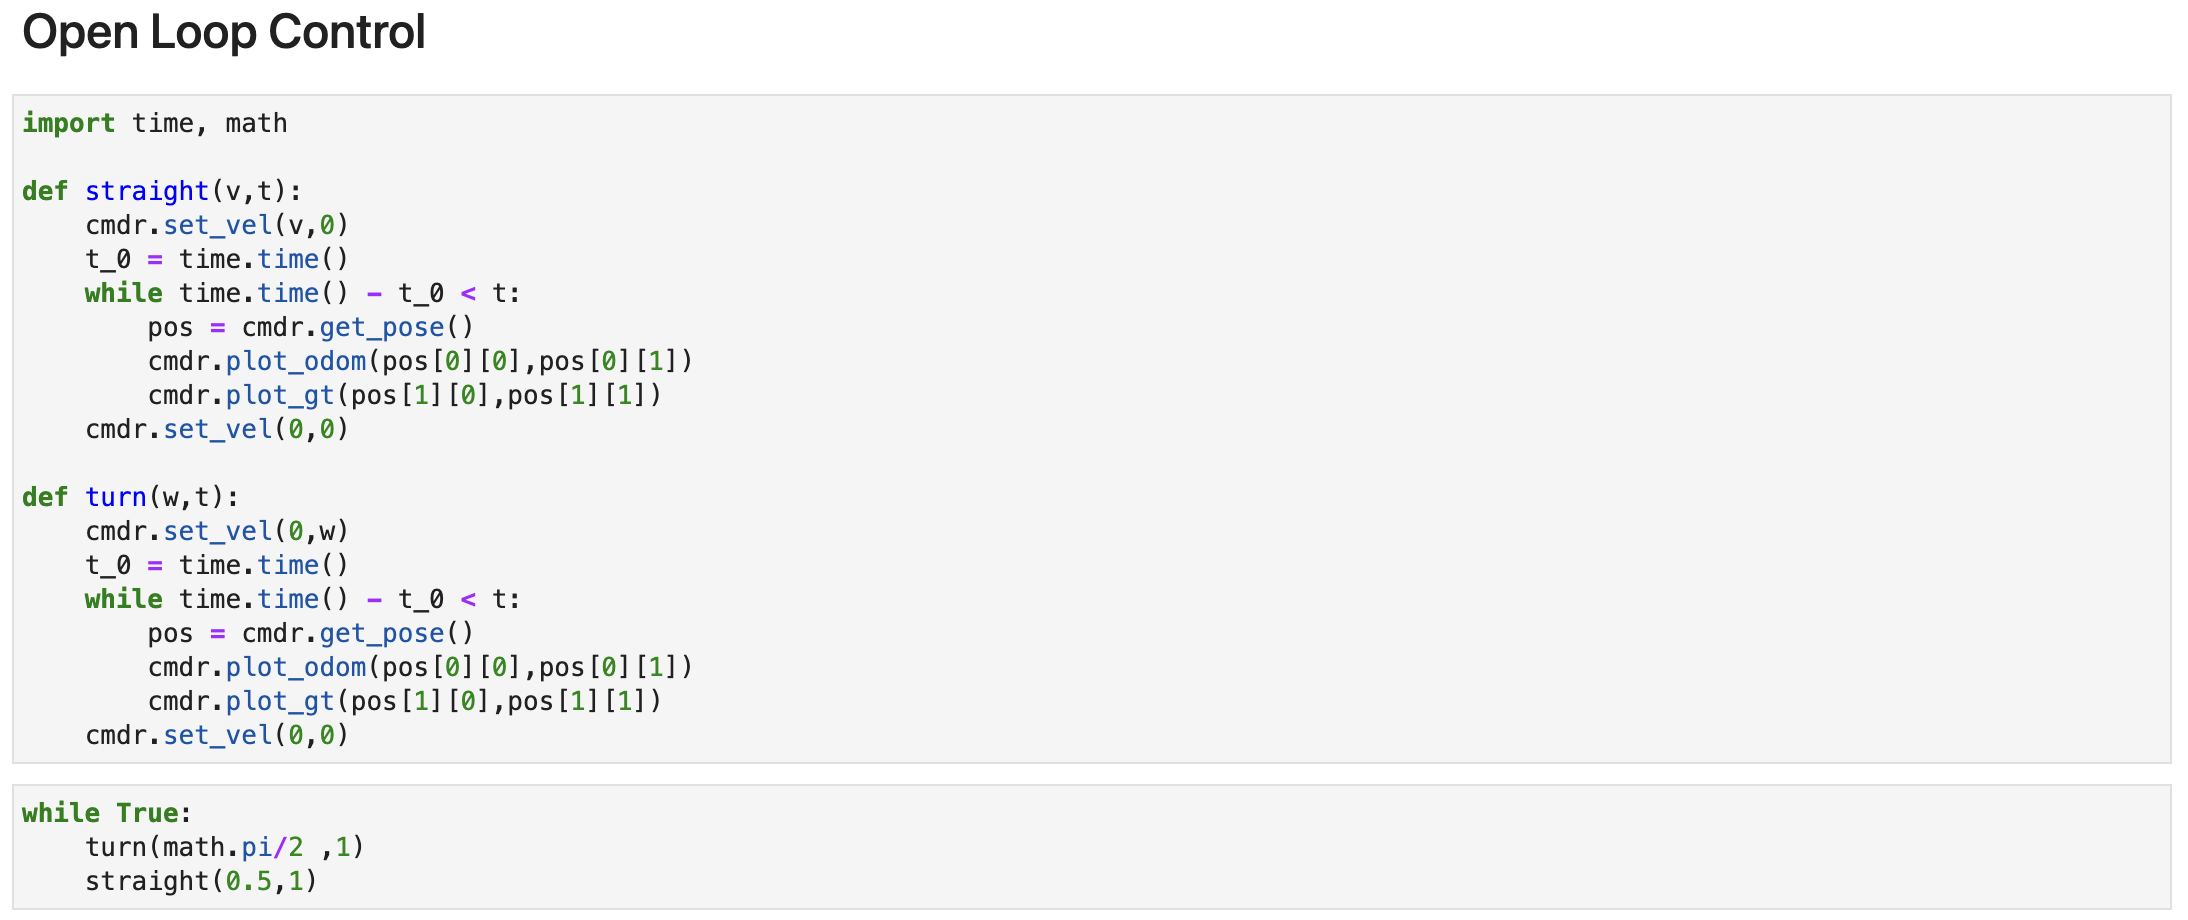 Open Loop Control
import time, math
def straight(v,t):
    cmdr.set_vel(v,0)
    t_0 = time.time()
    while time.time() - t_0 < t:
        pos = cmdr.get_pose()
        cmdr.plot_odom(pos[0][0],pos[0][1])
        cmdr.plot_gt(pos[1][0],pos[1][1])
    cmdr.set_vel(0,0)
def turn(w,t):
    cmdr.set_vel(0,w)
    t_0 = time.time()
    while time.time() - t_0 < t:
        pos = cmdr.get_pose()
        cmdr.plot_odom(pos[0][0],pos[0][1])
        cmdr.plot_gt(pos[1][0],pos[1][1])
    cmdr.set_vel(0,0)
while True:
    turn(math.pi/2 ,1)
    straight(0.5,1)